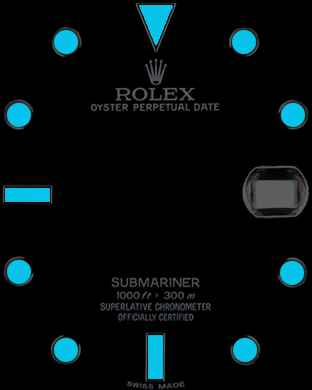 ROLEX
OYSTER PERPETUAL DATE
SUBMARINER
1000ft = 300m
SUPERLATIVE CHRONOMETER
OFFICIALLY CERTIFIED
SWISS MADE